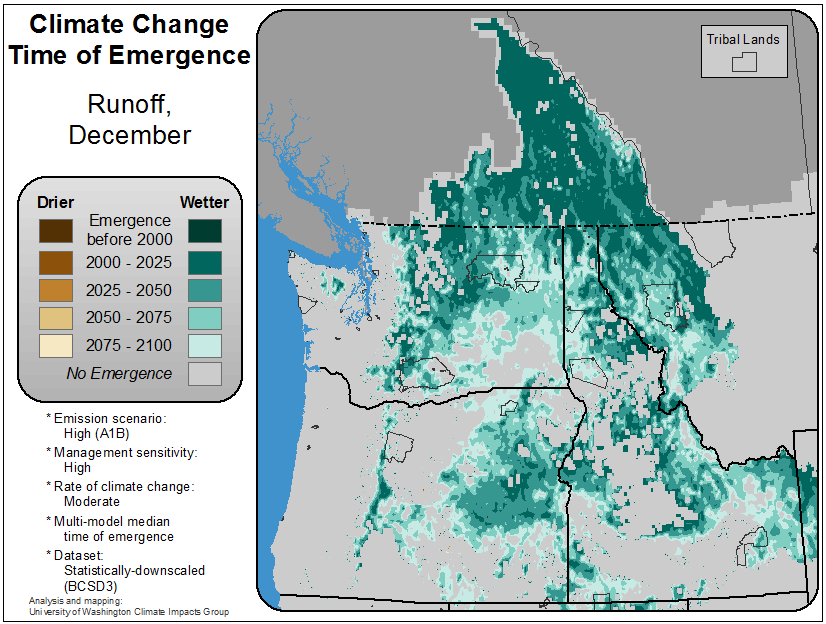 Climate Change
Time of Emergence
Runoff,
December
Drier
Wetter
Emergence
before 2000
2000 - 2025
2025 - 2050
2050 - 2075
2075 - 2100
No Emergence
* Emission scenario:
High (A1B)
* Management sensitivity:
High
* Rate of climate change:
Moderate
* Multi-model median
time of emergence
* Dataset:
Statistically-downscaled
(BCSD3)
Analysis and mapping:
University of Washington Climate Impacts Group
Tribal Lands